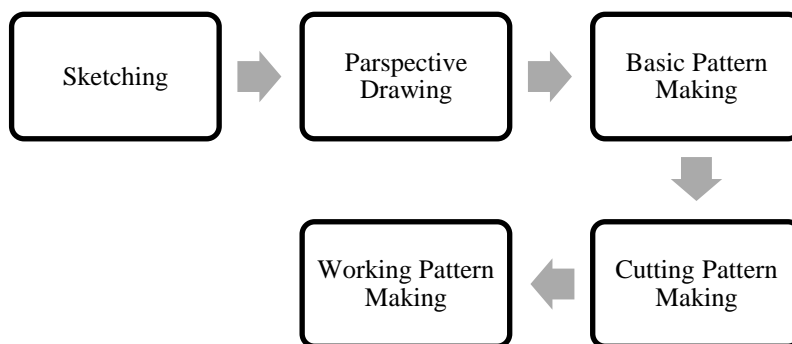 Sketching
Parspective
Drawing
Basic Pattern
Making
Cutting Pattern
Making
Working Pattern
Making